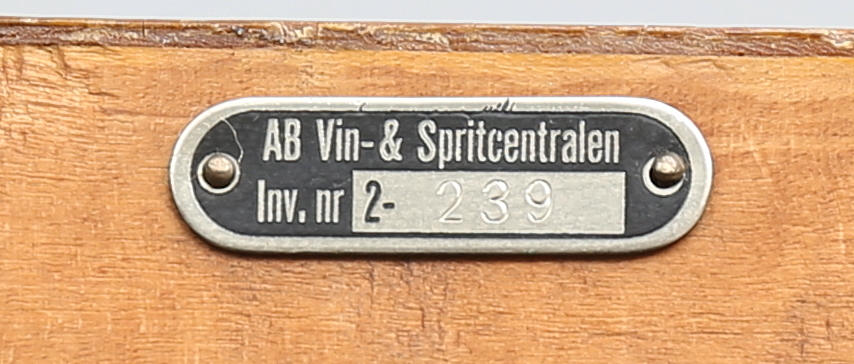 AB Vin- & Spritcentralen
Inv. nr 2- 239